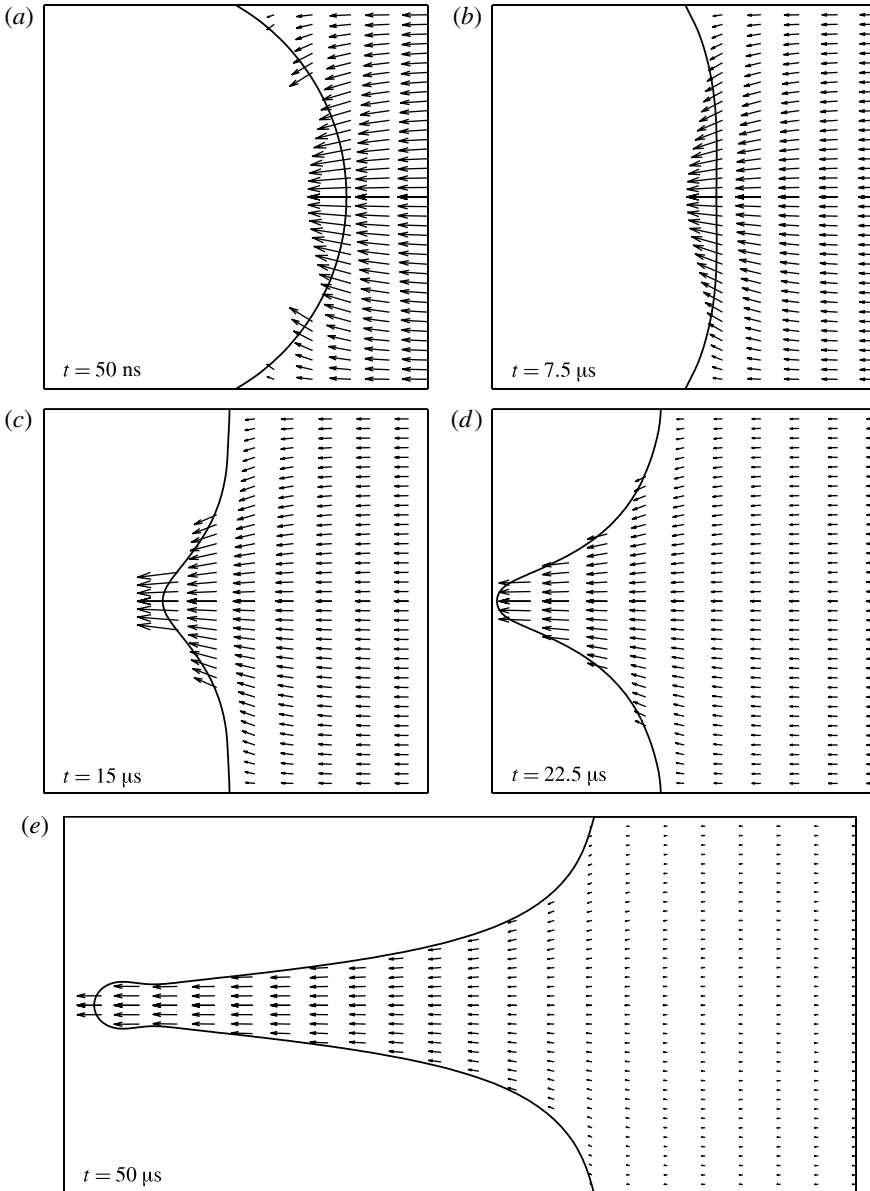 (a)
t = 50 ns
(b)
t = 7.5 μs
(c)
t = 15 μs
(d)
t = 22.5 μs
(e)
t = 50 μs